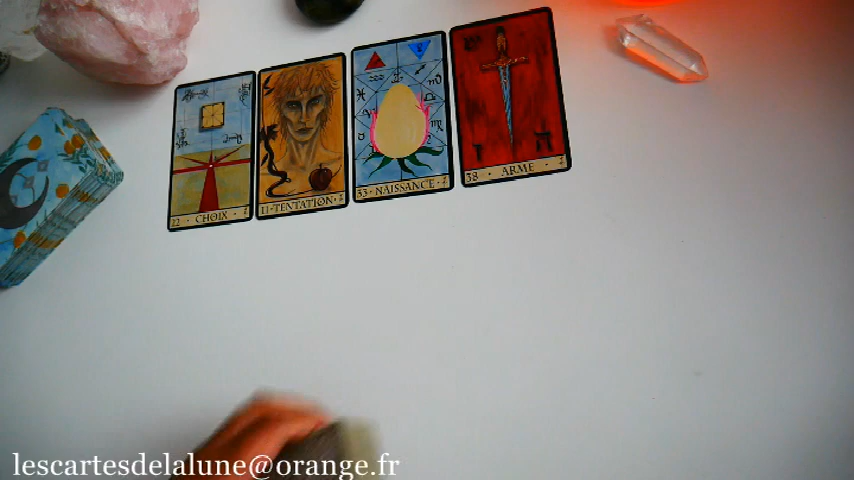 22 · CHOIX ·
11 · TENTATION ·
33 · NAISSANCE ·
38 · ARME ·
lescartesdelalune@orange.fr